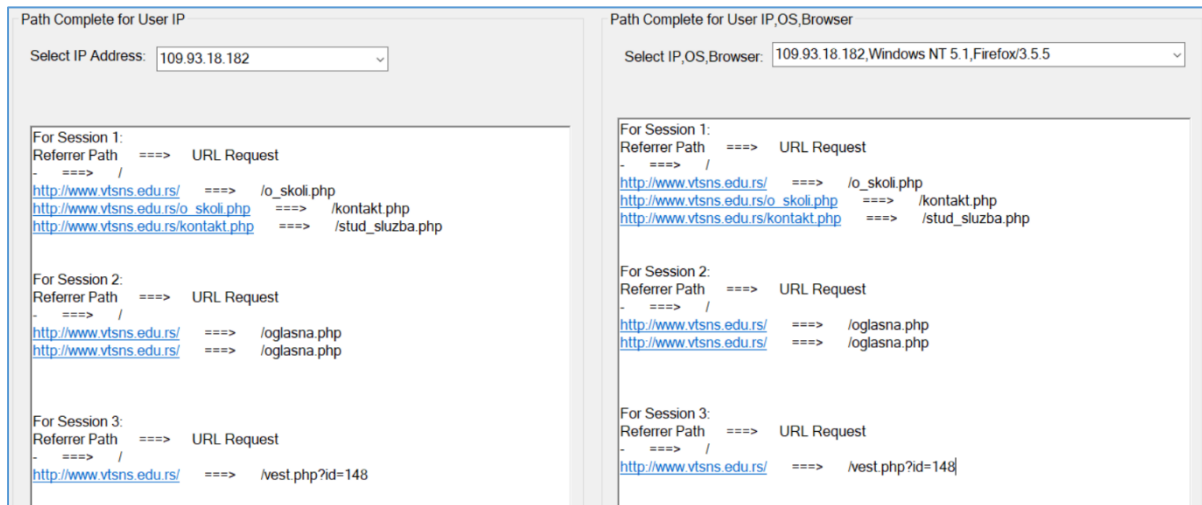 Path Complete for User IP
Select IP Address: 109.93.18.182
For Session 1:
Referrer Path ===> URL Request
- ===> /
http://www.vtsns.edu.rs/ ===> /o_skoli.php
http://www.vtsns.edu.rs/o_skoli.php ===> /kontakt.php
http://www.vtsns.edu.rs/kontakt.php ===> /stud_sluzba.php
For Session 2:
Referrer Path ===> URL Request
- ===> /
http://www.vtsns.edu.rs/ ===> /oglasna.php
http://www.vtsns.edu.rs/ ===> /oglasna.php
For Session 3:
Referrer Path ===> URL Request
- ===> /
http://www.vtsns.edu.rs/ ===> /vest.php?id=148
Path Complete for User IP,OS,Browser
Select IP,OS,Browser: 109.93.18.182,Windows NT 5.1,Firefox/3.5.5
For Session 1:
Referrer Path ===> URL Request
- ===> /
http://www.vtsns.edu.rs/ ===> /o_skoli.php
http://www.vtsns.edu.rs/o_skoli.php ===> /kontakt.php
http://www.vtsns.edu.rs/kontakt.php ===> /stud_sluzba.php
For Session 2:
Referrer Path ===> URL Request
- ===> /
http://www.vtsns.edu.rs/ ===> /oglasna.php
http://www.vtsns.edu.rs/ ===> /oglasna.php
For Session 3:
Referrer Path ===> URL Request
- ===> /
http://www.vtsns.edu.rs/ ===> /vest.php?id=148